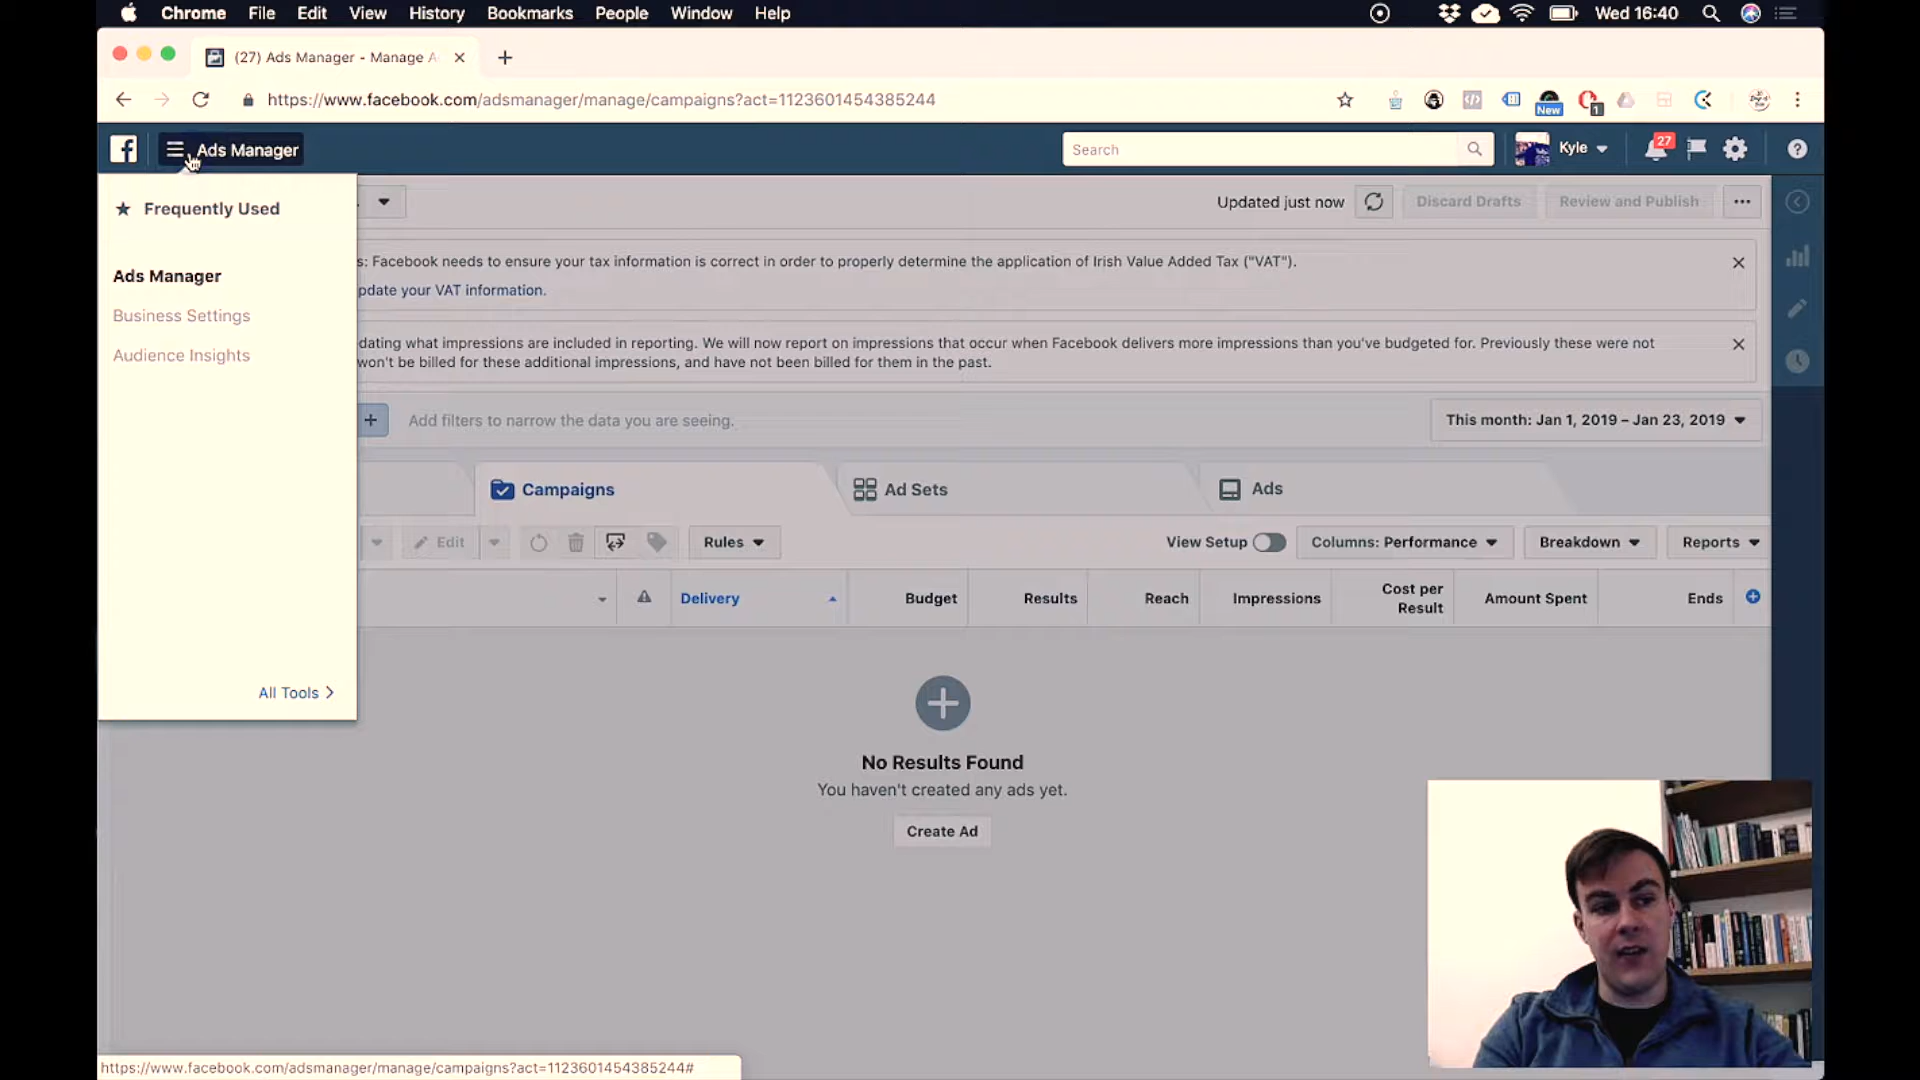 Chrome File Edit View History Bookmarks People Window Help Wed 16:40
(27) Ads Manager - Manage A
https://www.facebook.com/adsmanager/manage/campaigns?act=1123601454385244
New
1
Ads Manager
Search
Kyle
27
Frequently Used
Ads Manager
Business Settings
Audience Insights
All Tools
Updated just now
Discard Drafts
Review and Publish
s: Facebook needs to ensure your tax information is correct in order to properly determine the application of Irish Value Added Tax ("VAT").
pdate your VAT information.
dating what impressions are included in reporting. We will now report on impressions that occur when Facebook delivers more impressions than you've budgeted for. Previously these were not
won't be billed for these additional impressions, and have not been billed for them in the past.
Add filters to narrow the data you are seeing.
This month: Jan 1, 2019 – Jan 23, 2019
Campaigns
Ad Sets
Ads
Edit
Rules
View Setup
Columns: Performance
Breakdown
Reports
Delivery
Budget
Results
Reach
Impressions
Cost per
Result
Amount Spent
Ends
No Results Found
You haven't created any ads yet.
Create Ad
https://www.facebook.com/adsmanager/manage/campaigns?act=1123601454385244#